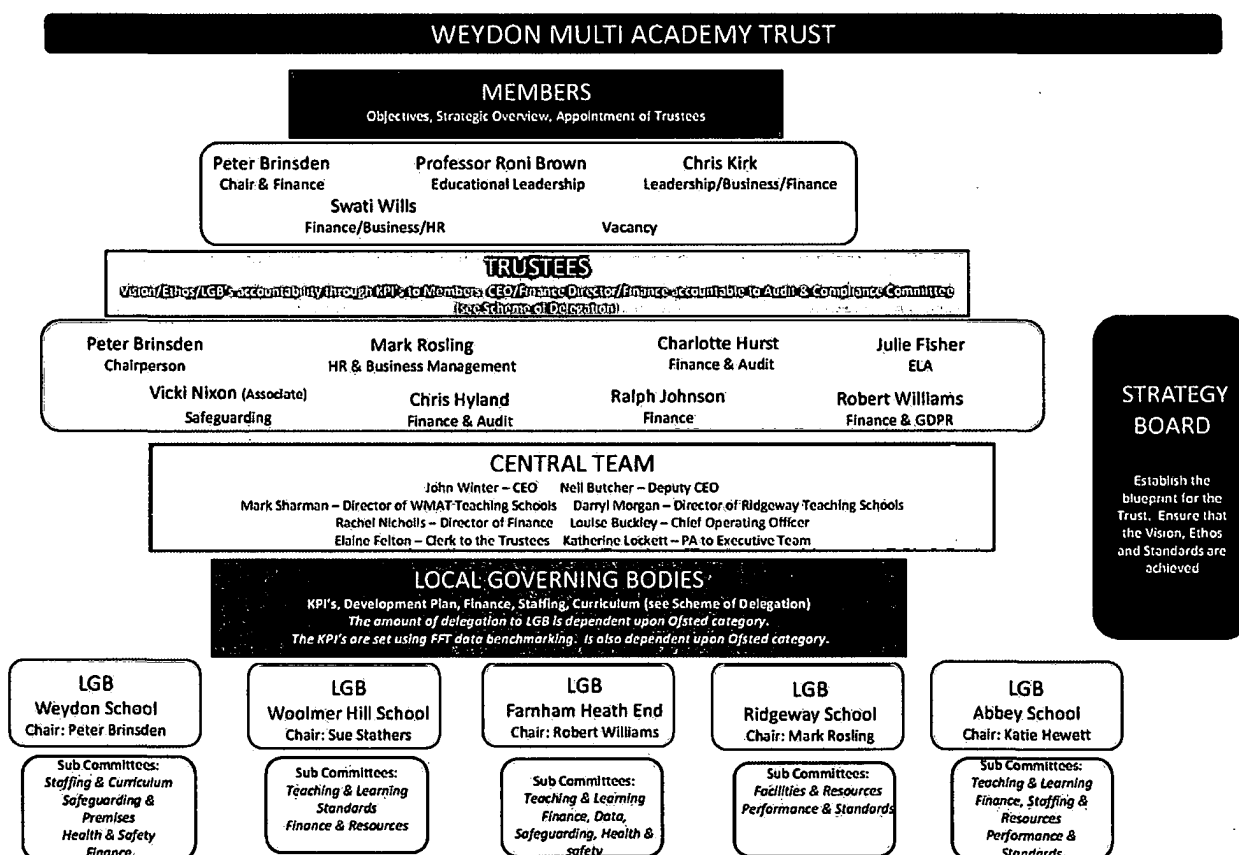 WEYDON MULTI ACADEMY TRUST
MEMBERS
Objectives, Strategic Overview, Appointment of Trustees
Peter Brinsden
Chair & Finance
Professor Roni Brown
Educational Leadership
Chris Kirk
Leadership/Business/Finance
Swati Wills
Finance/Business/HR
Vacancy
TRUSTEES
Vision/Ethos/LGB's accountability through KPI's to Members CEO/Finance Director/Finance accountable to Audit & Compliance Committee
(see Scheme of Delegation)
Peter Brinsden
Chairperson
Mark Rosling
HR & Business Management
Charlotte Hurst
Finance & Audit
Julie Fisher
ELA
Vicki Nixon (Associate)
Safeguarding
Chris Hyland
Finance & Audit
Ralph Johnson
Finance
Robert Williams
Finance & GDPR
STRATEGY
BOARD
Establish the
blueprint for the
Trust. Ensure that
the Vision, Ethos
and Standards are
achieved
CENTRAL TEAM
John Winter – CEO Neil Butcher – Deputy CEO
Mark Sharman – Director of WMAT Teaching Schools Darryl Morgan – Director of Ridgeway Teaching Schools
Rachel Nicholls – Director of Finance Louise Buckley – Chief Operating Officer
Elaine Felton – Clerk to the Trustees Katherine Lockett – PA to Executive Team
LOCAL GOVERNING BODIES
KPI's, Development Plan, Finance, Staffing, Curriculum (see Scheme of Delegation)
The amount of delegation to LGB is dependent upon Ofsted category.
The KPI's are set using FFT data benchmarking. Is also dependent upon Ofsted category.
LGB
Weydon School
Chair: Peter Brinsden
LGB
Woolmer Hill School
Chair: Sue Stathers
LGB
Farnham Heath End
Chair: Robert Williams
LGB
Ridgeway School
Chair: Mark Rosling
LGB
Abbey School
Chair: Katie Hewett
Sub Committees:
Staffing & Curriculum
Safeguarding &
Premises
Health & Safety
Finance
Sub Committees:
Teaching & Learning
Standards
Finance & Resources
Sub Committees:
Teaching & Learning
Finance, Data,
Safeguarding, Health &
safety
Sub Committees:
Facilities & Resources
Performance & Standards
Sub Committees:
Teaching & Learning
Finance, Staffing &
Resources
Performance &
Standards